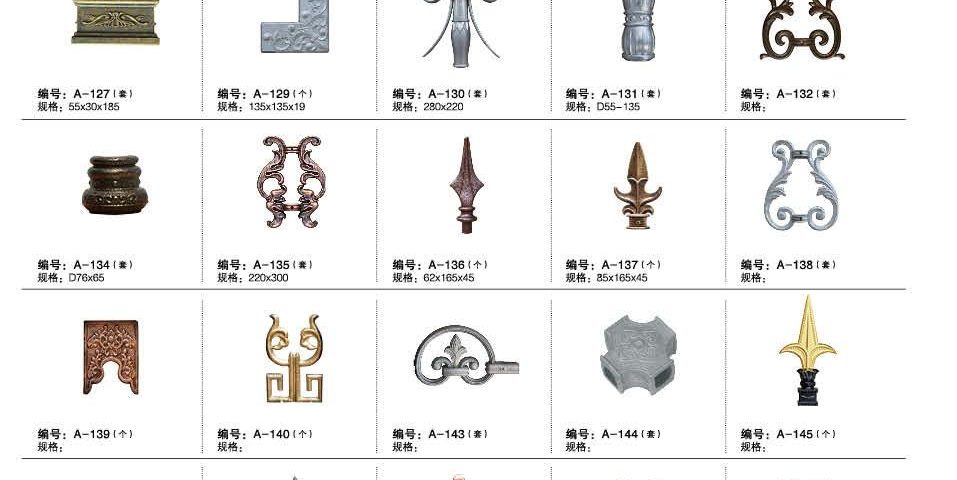 编号：A-127（套）
规格：55x30x185
编号：A-129（个）
规格：135x135x19
编号：A-130（套）
规格：280x220
编号：A-131（套）
规格：D55-135
编号：A-132（套）
规格：
编号：A-134（套）
规格：D76x65
编号：A-135（套）
规格：220x300
编号：A-136（个）
规格：62x165x45
编号：A-137（个）
规格：85x165x45
编号：A-138（套）
规格：
编号：A-139（个）
规格：
编号：A-140（个）
规格：
编号：A-143（套）
规格：
编号：A-144（套）
规格：
编号：A-145（个）
规格：